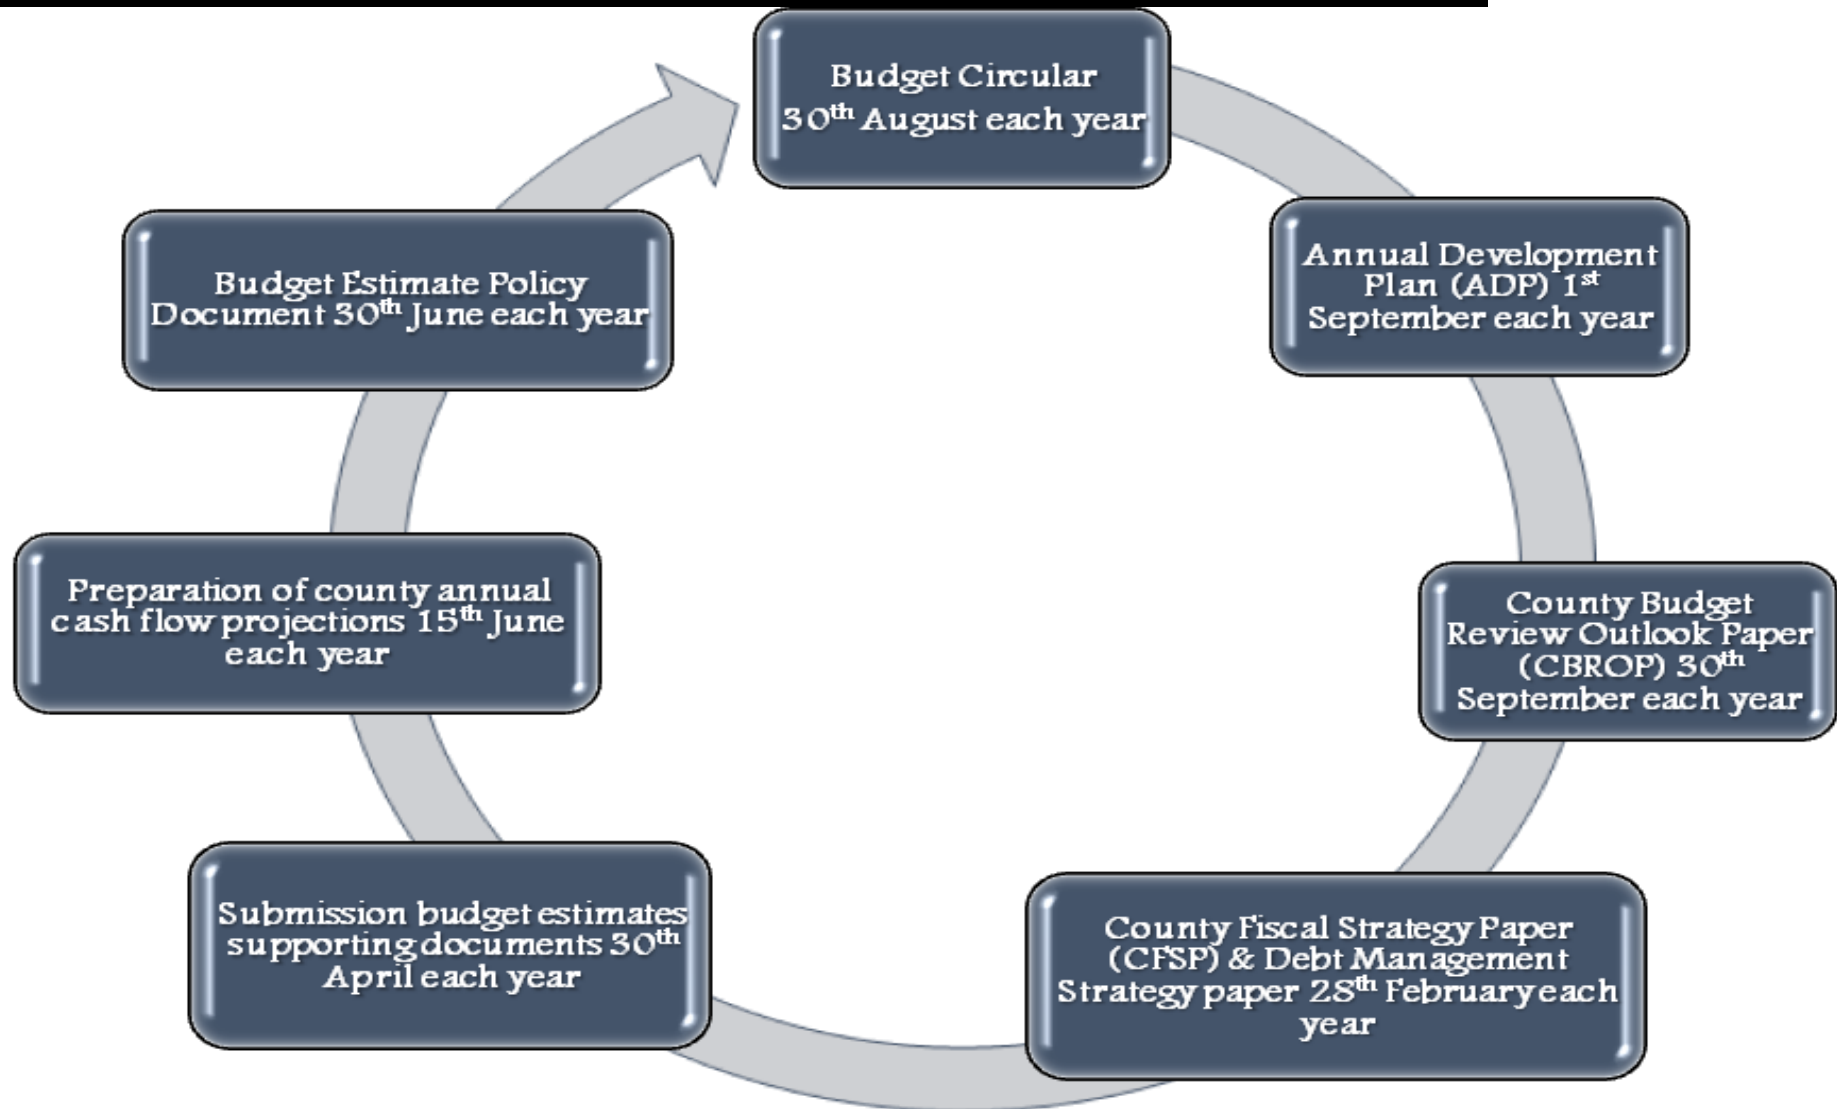 Budget Circular
30th August each year
Annual Development
Plan (ADP) 1st
September each year
County Budget
Review Outlook Paper
(CBROP) 30th
September each year
County Fiscal Strategy Paper
(CFSP) & Debt Management
Strategy paper 28th February each
year
Submission budget estimates
supporting documents 30th
April each year
Preparation of county annual
cash flow projections 15th June
each year
Budget Estimate Policy
Document 30th June each year